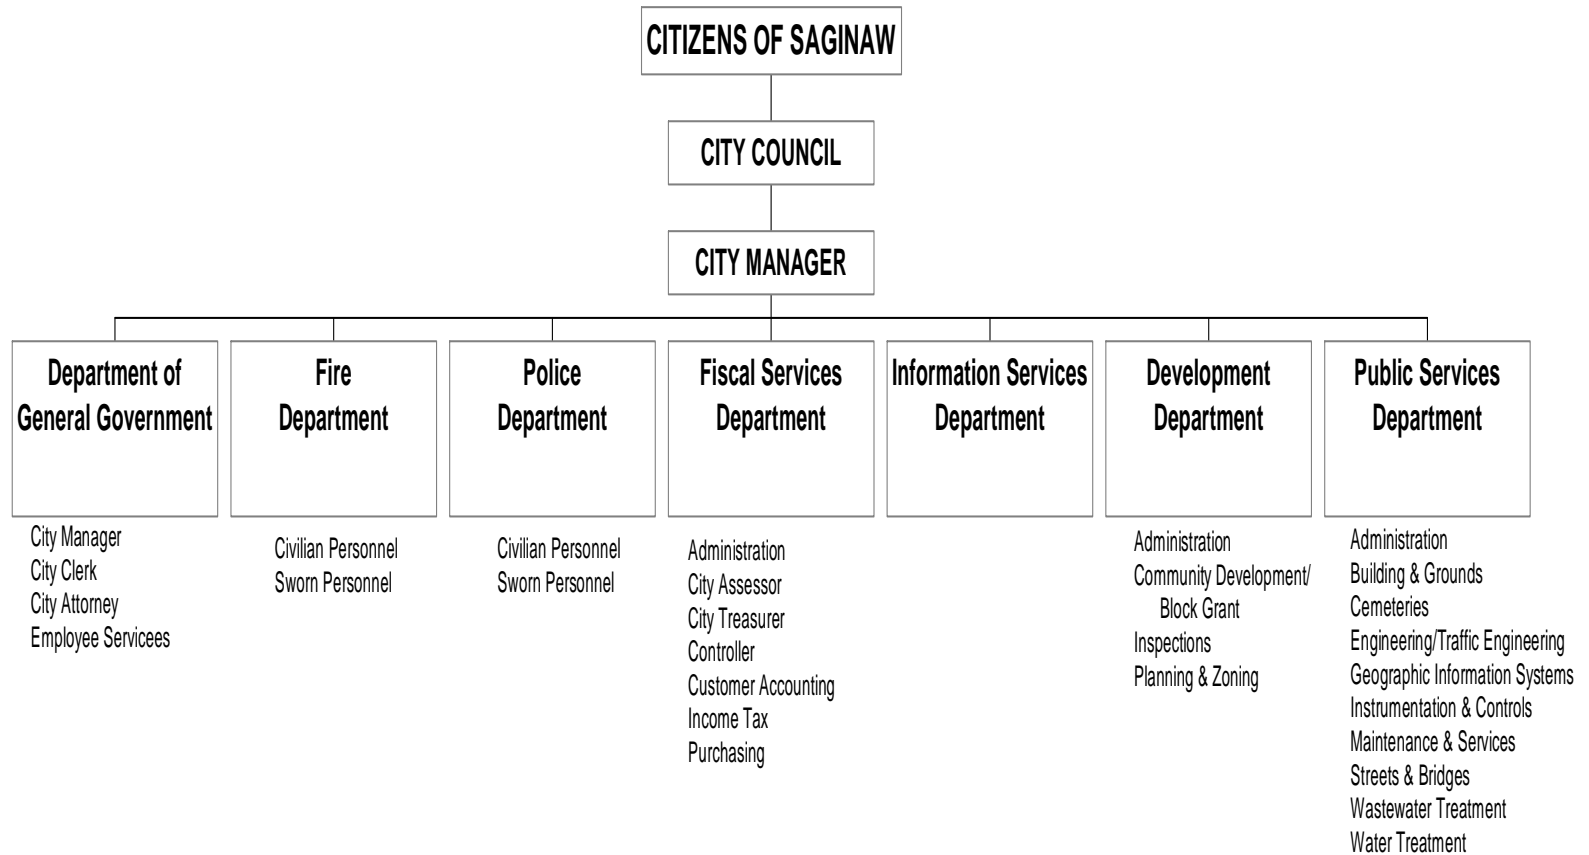 CITIZENS OF SAGINAW
CITY COUNCIL
CITY MANAGER
Department of
General Government
City Manager
City Clerk
City Attorney
Employee Servicees
Fire
Department
Civilian Personnel
Sworn Personnel
Police
Department
Civilian Personnel
Sworn Personnel
Fiscal Services
Department
Administration
City Assessor
City Treasurer
Controller
Customer Accounting
Income Tax
Purchasing
Information Services
Department
Development
Department
Administration
Community Development/
Block Grant
Inspections
Planning & Zoning
Public Services
Department
Administration
Building & Grounds
Cemeteries
Engineering/Traffic Engineering
Geographic Information Systems
Instrumentation & Controls
Maintenance & Services
Streets & Bridges
Wastewater Treatment
Water Treatment